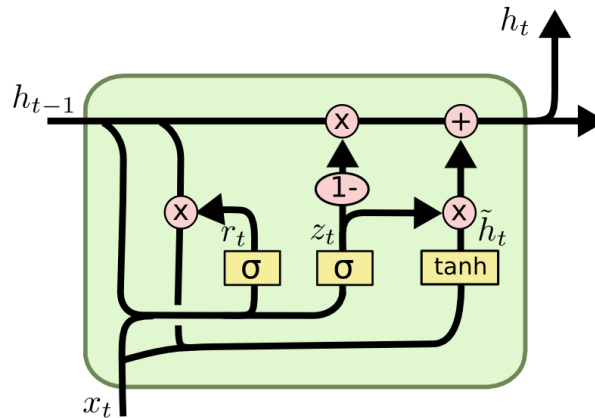 h_t
h_{t-1}
x
+
1-
x
r_t
z_t
x
h̃_t
σ
σ
tanh
x_t